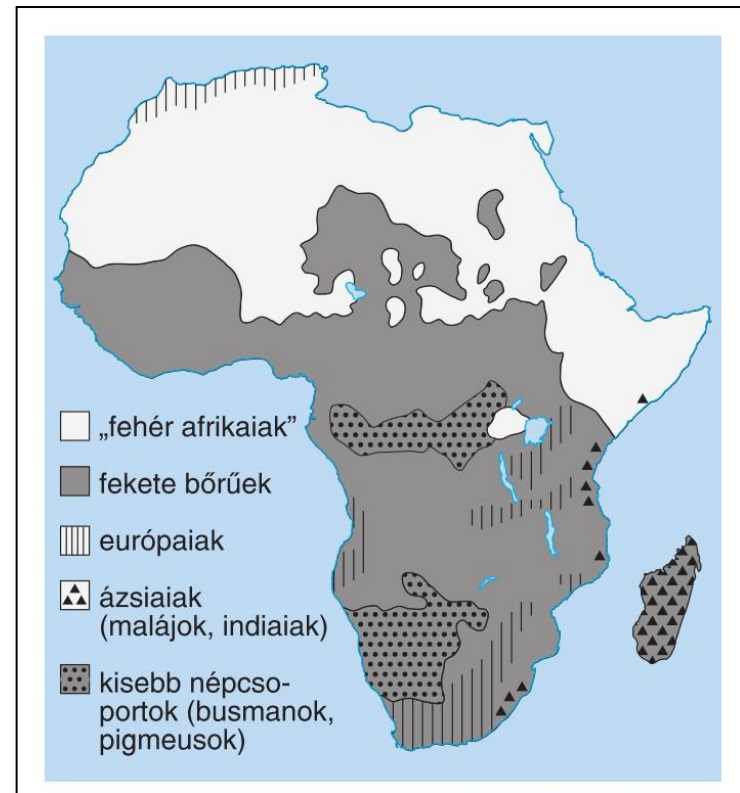 „fehér afrikaiak”
fekete bőrűek
európaiak
ázsiaiak
(malájok, indiaiak)
kisebb népcso-
portok (busmanok,
pigmeusok)